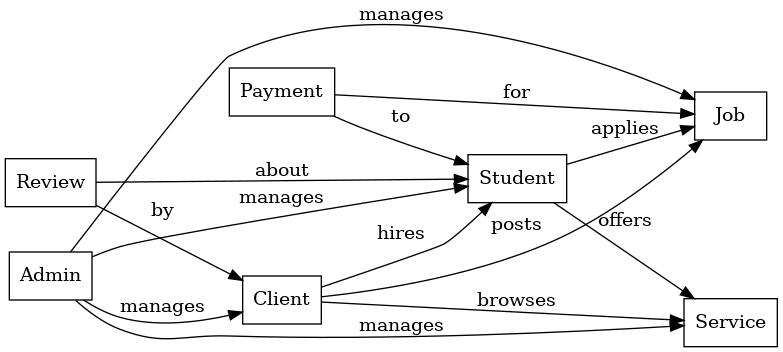 manages
Payment
for
to
Job
applies
Review
about
Student
manages
by
hires
posts
offers
Admin
Client
manages
browses
manages
Service